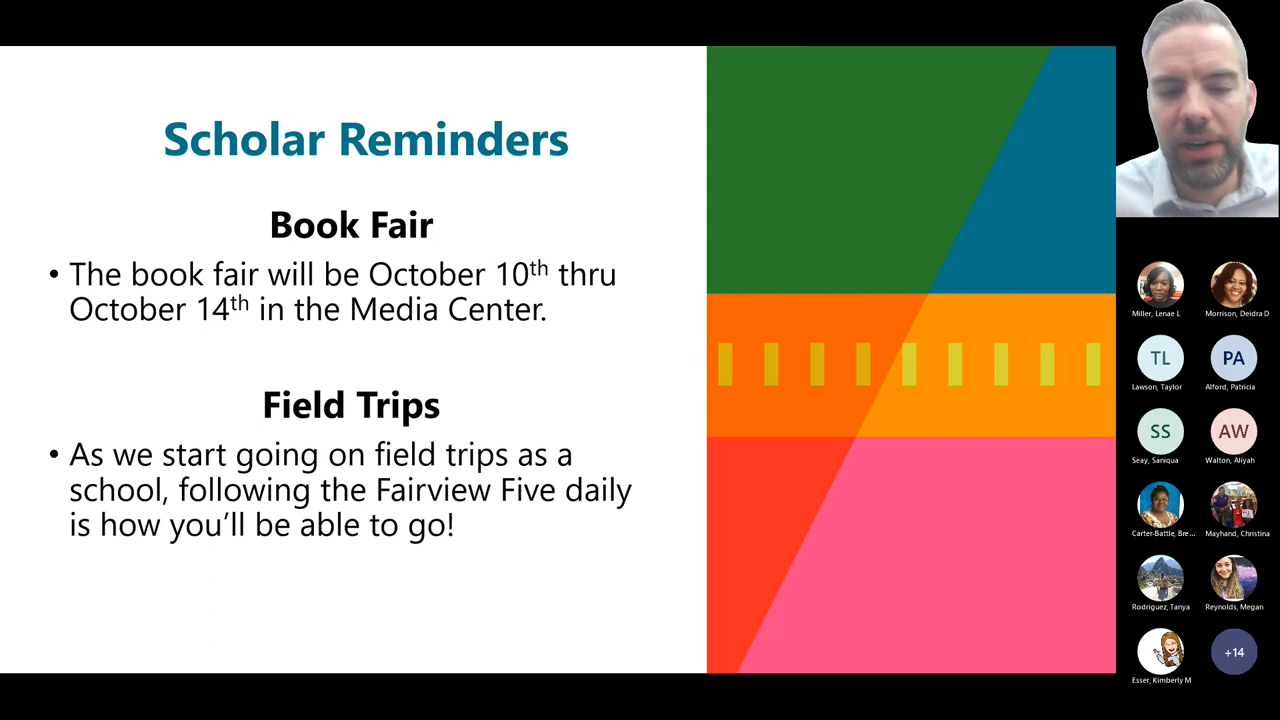 Scholar Reminders
Book Fair
• The book fair will be October 10th thru
October 14th in the Media Center.
Field Trips
• As we start going on field trips as a
school, following the Fairview Five daily
is how you’ll be able to go!
Miller, Lenae L
Morrison, Deidra D
TL
PA
Lawson, Taylor
Alford, Patricia
SS
AW
Seay, Saniqua
Walton, Aliyah
Carter-Battle, Bre...
Mayhand, Christina
Rodriguez, Tanya
Reynolds, Megan
+14
Esser, Kimberly M